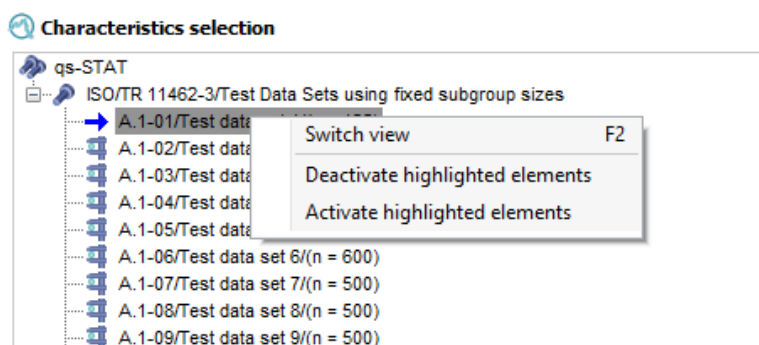 Characteristics selection
qs-STAT
ISO/TR 11462-3/Test Data Sets using fixed subgroup sizes
A.1-01/Test data
Switch view F2
A.1-02/Test data
A.1-03/Test data
Deactivate highlighted elements
A.1-04/Test data
Activate highlighted elements
A.1-05/Test data
A.1-06/Test data set 6/(n = 600)
A.1-07/Test data set 7/(n = 500)
A.1-08/Test data set 8/(n = 500)
A.1-09/Test data set 9/(n = 500)